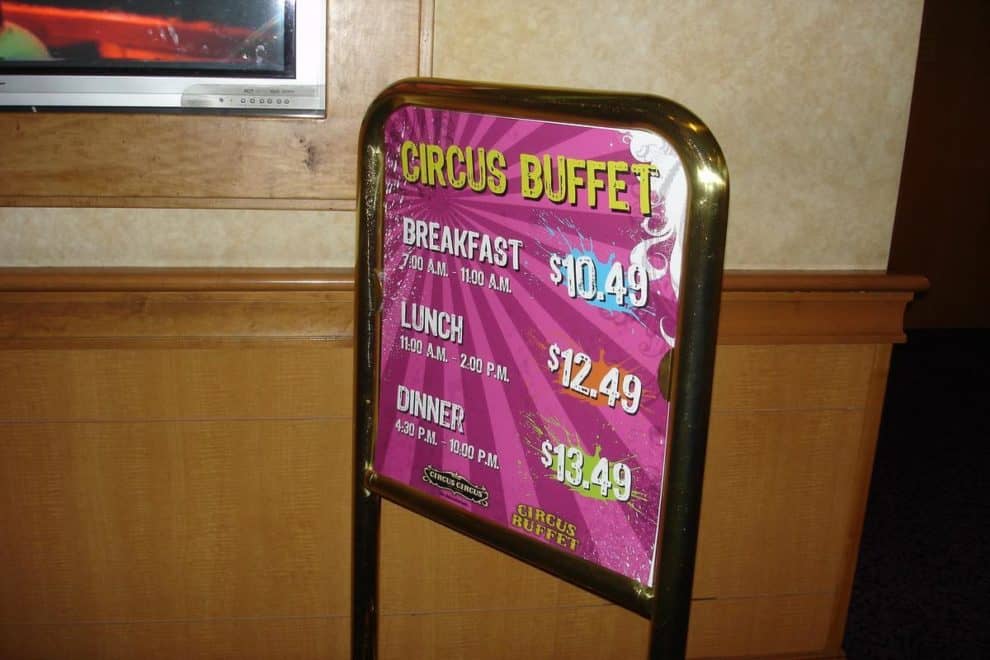 CIRCUS BUFFET
BREAKFAST
7:00 A.M. - 11:00 A.M.
$10.49
LUNCH
11:00 A.M. - 2:00 P.M.
$12.49
DINNER
4:30 P.M. - 10:00 P.M.
$13.49
CIRCUS CIRCUS
CIRCUS
BUFFET